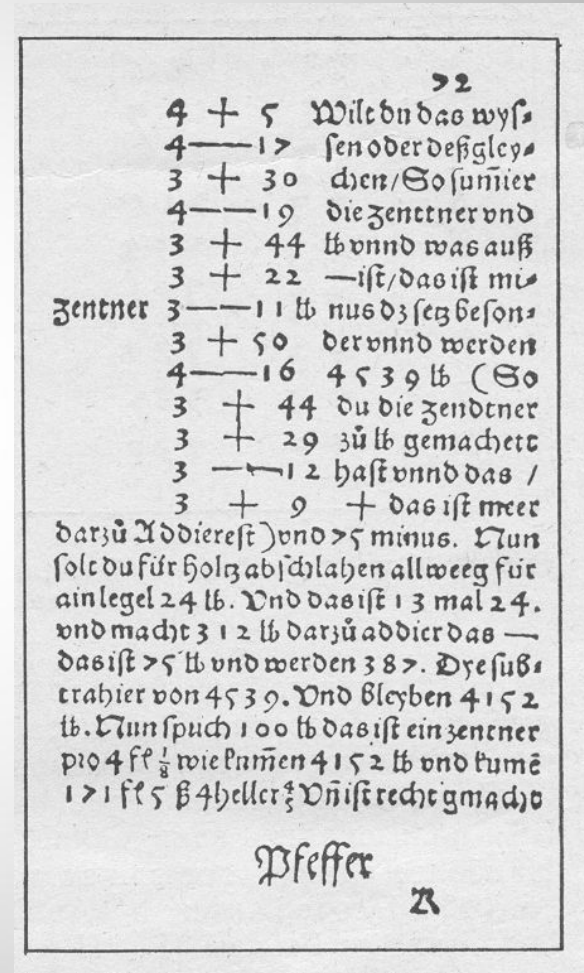 72
4 + 5 Wilt du das wyſ⸗
4 —— 17 ſen oder deßgley⸗
3 + 30 chen / So ſum̄ier
4 —— 19 die Zenttner vnd
3 + 44 lb vnnd was auß
3 + 22 — iſt / das iſt mi⸗
Zentner 3 —— 11 lb nus dz ſetz beſon⸗
3 + 50 der vnnd werden
4 —— 16 4539 lb (So
3 + 44 du die Zendtner
3 + 29 zů lb gemachett
3 —— 12 haſt vnnd das /
3 + 9 + das iſt meer
darzů Addiereſt) vnd 75 minus. Nun
ſolt du für Holtz abſchlahen allweeg für
ain legel 24 lb. Vnd das iſt 13 mal 24.
vnd macht 312 lb darzů addier das —
das iſt 75 lb vnd werden 387. Dye ſub⸗
trahier von 4539. Vnd bleyben 4152
lb. Nun ſpuch 100 lb das iſt ein zentner
pro 4 fl ⅛ wie kum̄en 4152 lb vnd kumē
171 fl 5 ß 4 heller ⅘ Vn̄ iſt recht gmacht
Pfeffer
R